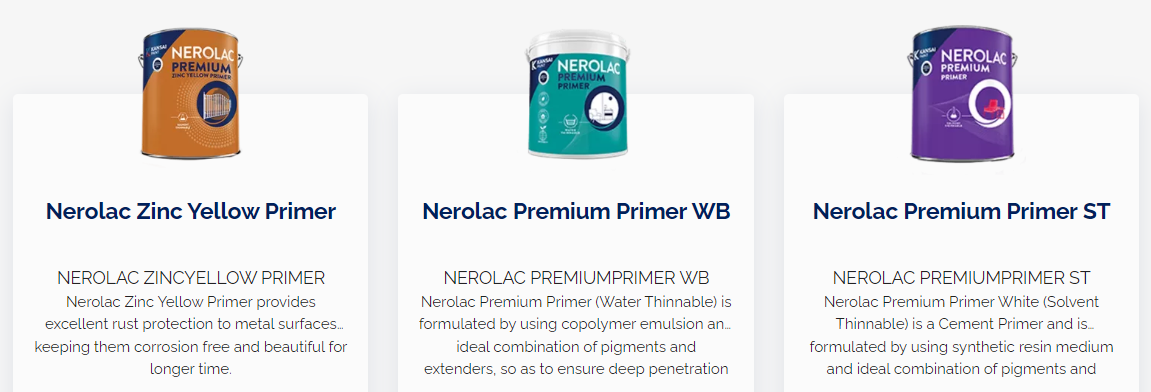 KANSAI PAINT
NEROLAC
PREMIUM
ZINC YELLOW PRIMER
KANSAI
NEROLAC
PREMIUM
PRIMER
KANSAI PAINT
NEROLAC
PREMIUM
PRIMER
Nerolac Zinc Yellow Primer
NEROLAC ZINCYELLOW PRIMER
Nerolac Zinc Yellow Primer provides
excellent rust protection to metal surfaces…
keeping them corrosion free and beautiful for
longer time.
Nerolac Premium Primer WB
NEROLAC PREMIUMPRIMER WB
Nerolac Premium Primer (Water Thinnable) is
formulated by using copolymer emulsion an…
ideal combination of pigments and
extenders, so as to ensure deep penetration
Nerolac Premium Primer ST
NEROLAC PREMIUMPRIMER ST
Nerolac Premium Primer White (Solvent
Thinnable) is a Cement Primer and is…
formulated by using synthetic resin medium
and ideal combination of pigments and